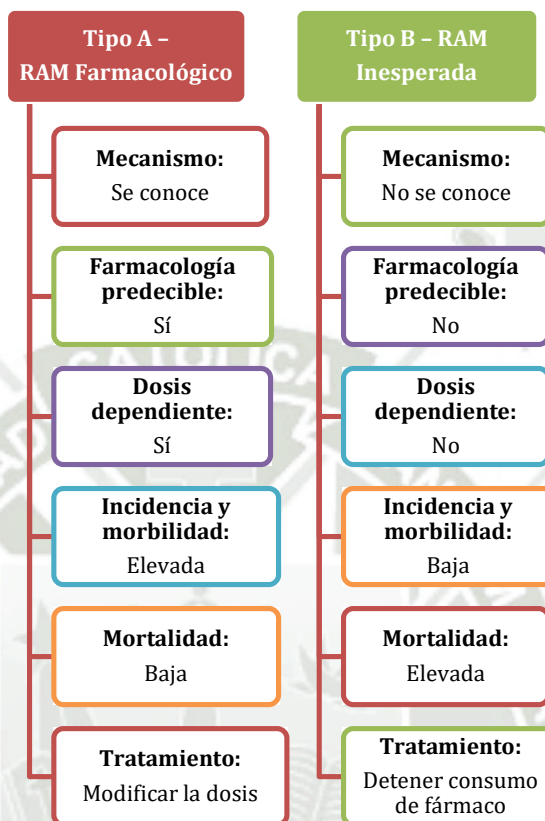 Tipo A –
RAM Farmacológico
Mecanismo:
Se conoce
Farmacología
predecible:
Sí
Dosis
dependiente:
Sí
Incidencia y
morbilidad:
Elevada
Mortalidad:
Baja
Tratamiento:
Modificar la dosis
Tipo B – RAM
Inesperada
Mecanismo:
No se conoce
Farmacología
predecible:
No
Dosis
dependiente:
No
Incidencia y
morbilidad:
Baja
Mortalidad:
Elevada
Tratamiento:
Detener consumo
de fármaco